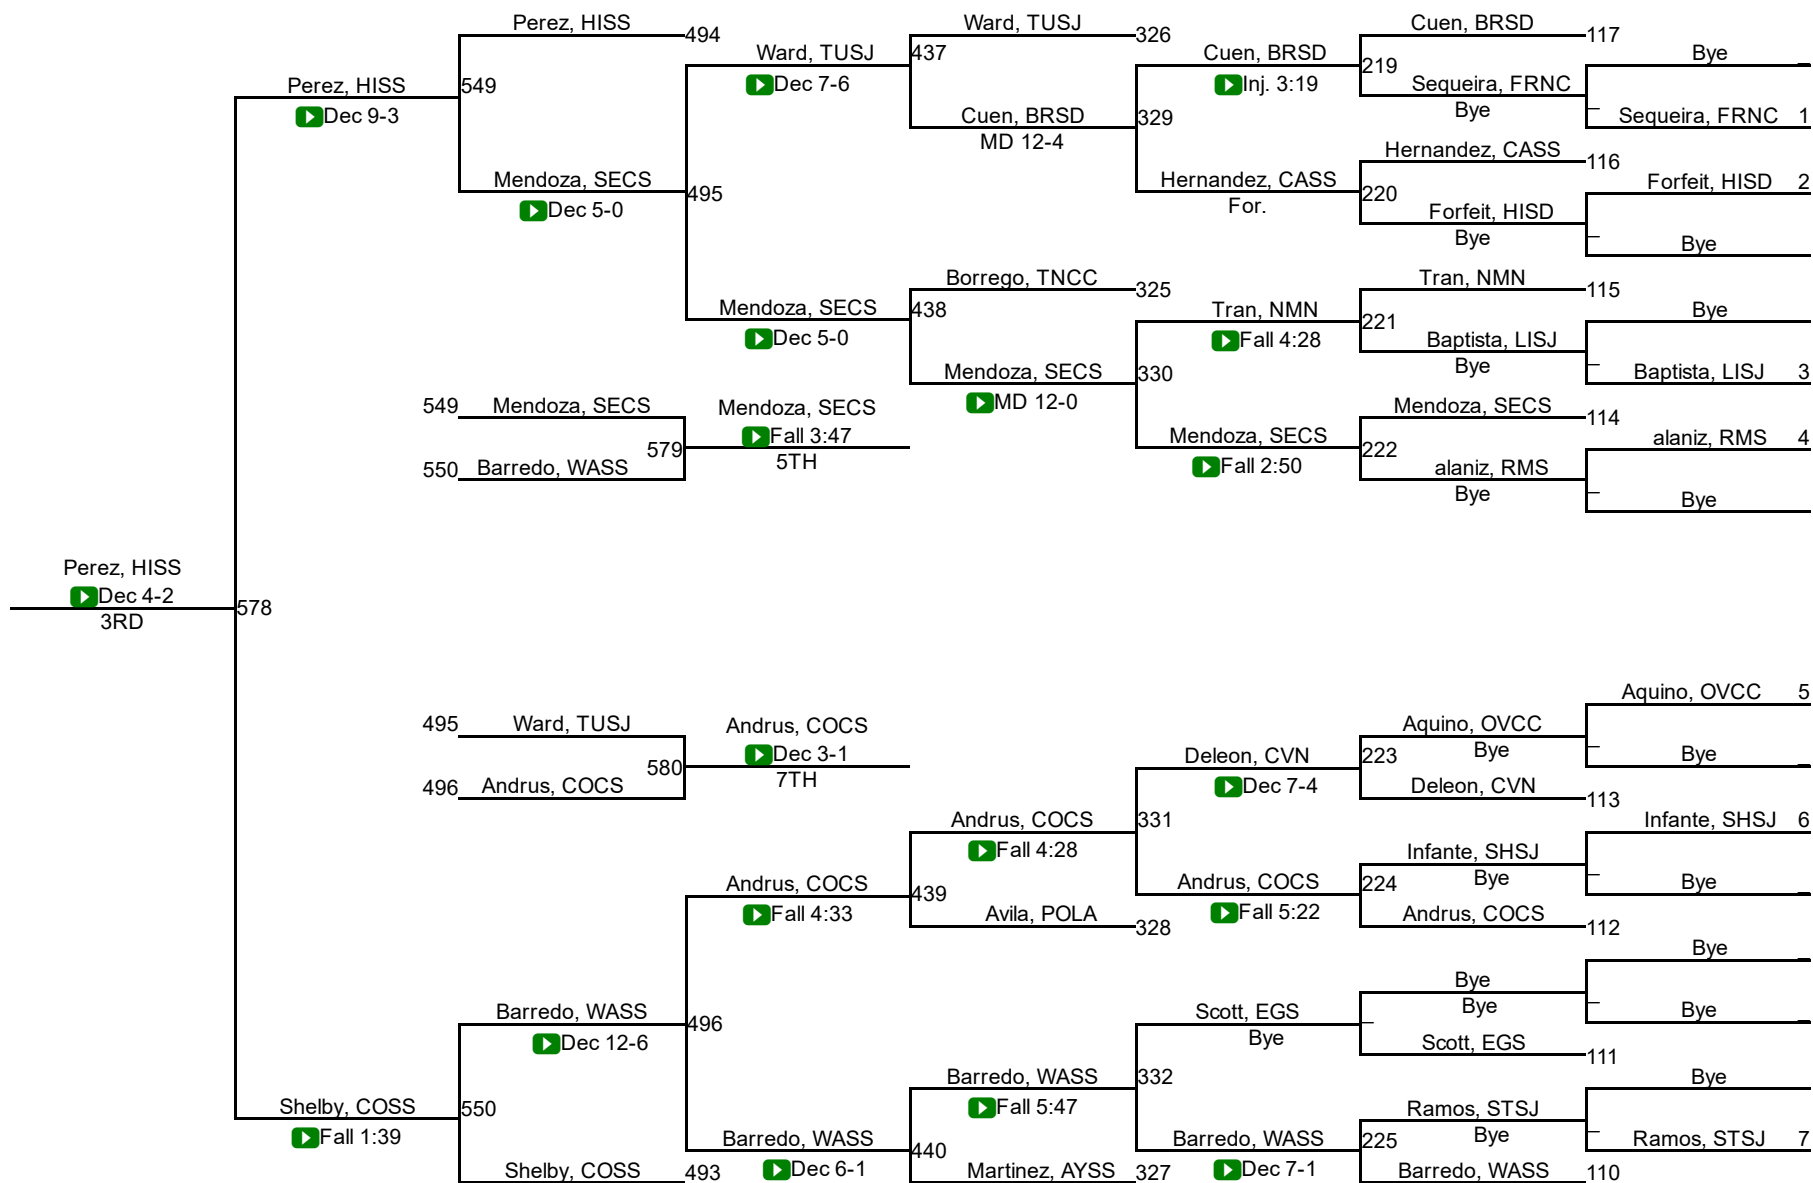 Perez, HISS
494
549
Perez, HISS
Dec 9-3
Mendoza, SECS
Dec 5-0
Ward, TUSJ
Dec 7-6
495
Mendoza, SECS
Dec 5-0
Ward, TUSJ
326
437
Cuen, BRSD
MD 12-4
Borrego, TNCC
325
438
Mendoza, SECS
MD 12-0
Cuen, BRSD
Inj. 3:19
329
Hernandez, CASS
For.
Tran, NMN
Fall 4:28
330
Mendoza, SECS
Fall 2:50
Cuen, BRSD
117
219
Sequeira, FRNC
Bye
Hernandez, CASS
116
220
Forfeit, HISD
Bye
Tran, NMN
115
221
Baptista, LISJ
Bye
Mendoza, SECS
114
222
alaniz, RMS
Bye
Bye
Sequeira, FRNC 1
Forfeit, HISD 2
Bye
Bye
Baptista, LISJ 3
alaniz, RMS 4
Bye
549 Mendoza, SECS
579
550 Barredo, WASS
Mendoza, SECS
Fall 3:47
5TH
Perez, HISS
Dec 4-2
3RD
578
495 Ward, TUSJ
580
496 Andrus, COCS
Andrus, COCS
Dec 3-1
7TH
Shelby, COSS
Fall 1:39
Barredo, WASS
Dec 12-6
550
Shelby, COSS
493
Andrus, COCS
Fall 4:33
496
Barredo, WASS
Dec 6-1
Andrus, COCS
Fall 4:28
439
Avila, POLA
328
Barredo, WASS
Fall 5:47
440
Martinez, AYSS
327
Deleon, CVN
Dec 7-4
331
Andrus, COCS
Fall 5:22
Scott, EGS
Bye
332
Barredo, WASS
Dec 7-1
Aquino, OVCC
Bye
223
Deleon, CVN
113
Infante, SHSJ
Bye
224
Andrus, COCS
112
Bye
Bye
Scott, EGS
111
Ramos, STSJ
Bye
225
Barredo, WASS
110
Aquino, OVCC 5
Bye
Infante, SHSJ 6
Bye
Bye
Bye
Bye
Ramos, STSJ 7